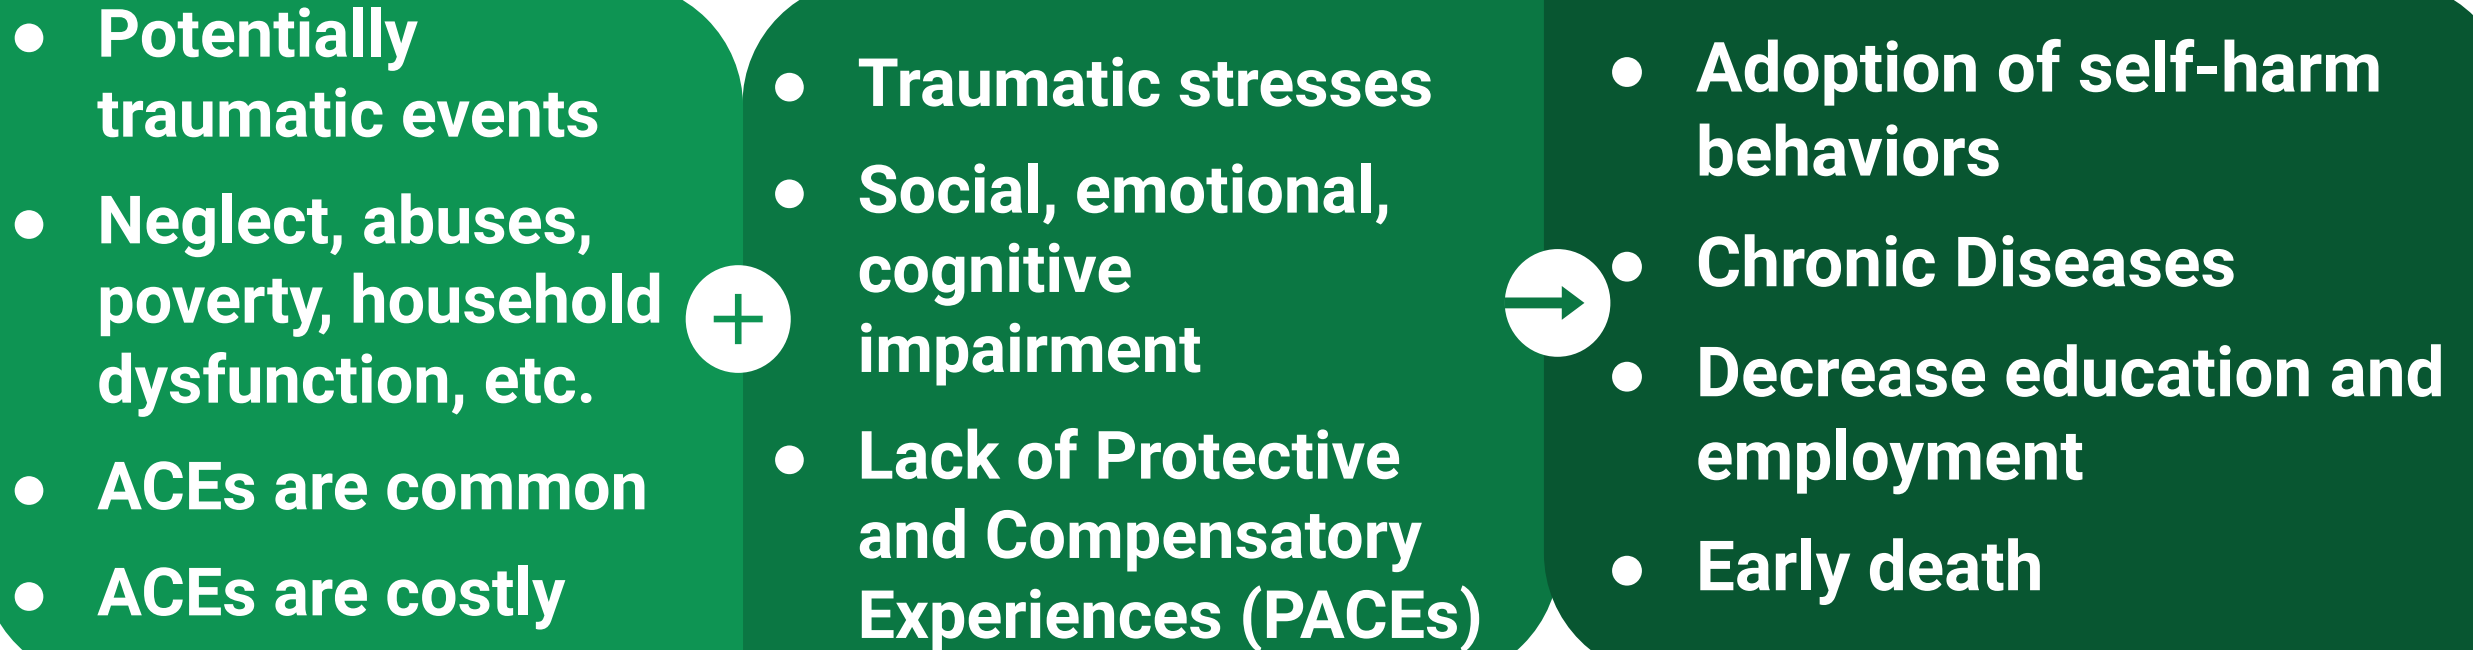 ● Potentially
traumatic events
● Neglect, abuses,
poverty, household
dysfunction, etc.
● ACEs are common
● ACEs are costly
+
● Traumatic stresses
● Social, emotional,
cognitive
impairment
● Lack of Protective
and Compensatory
Experiences (PACEs)
● Adoption of self-harm
behaviors
● Chronic Diseases
● Decrease education and
employment
● Early death